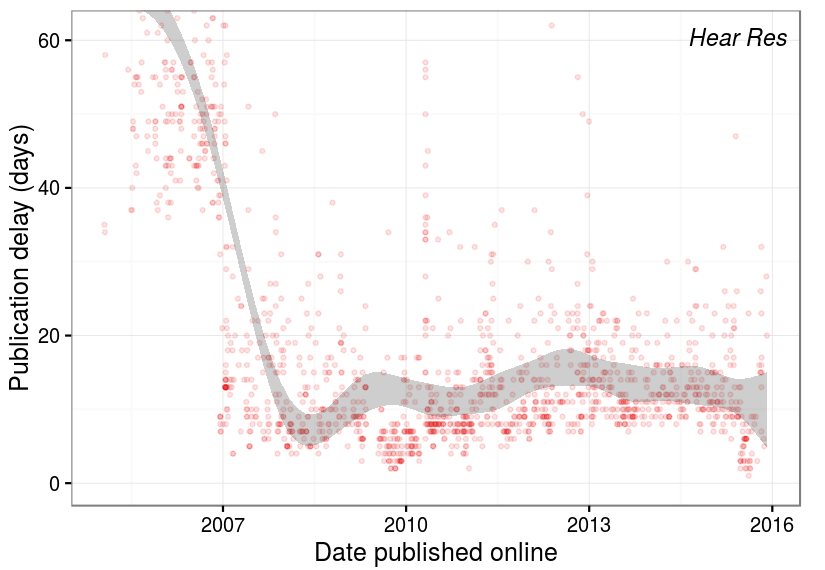 Hear Res
60
40
20
0
2007 2010 2013 2016
Date published online
Publication delay (days)